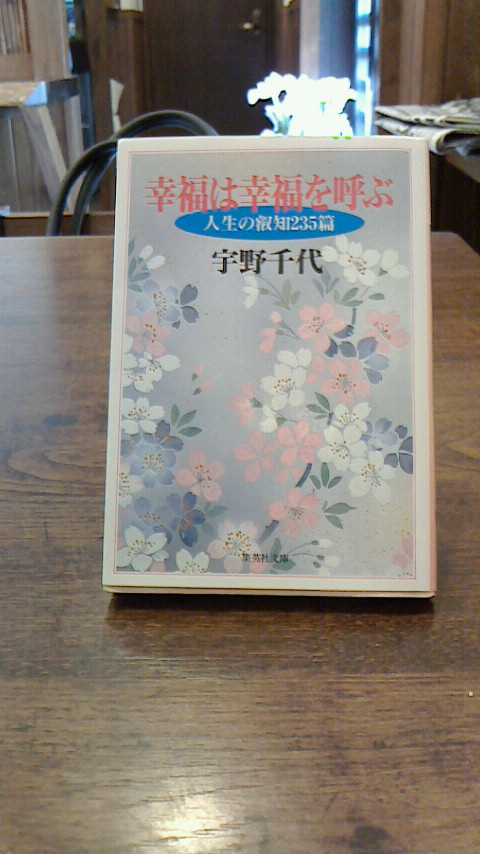 幸福は幸福を呼ぶ
人生の叡知235篇
宇野千代
集英社文庫